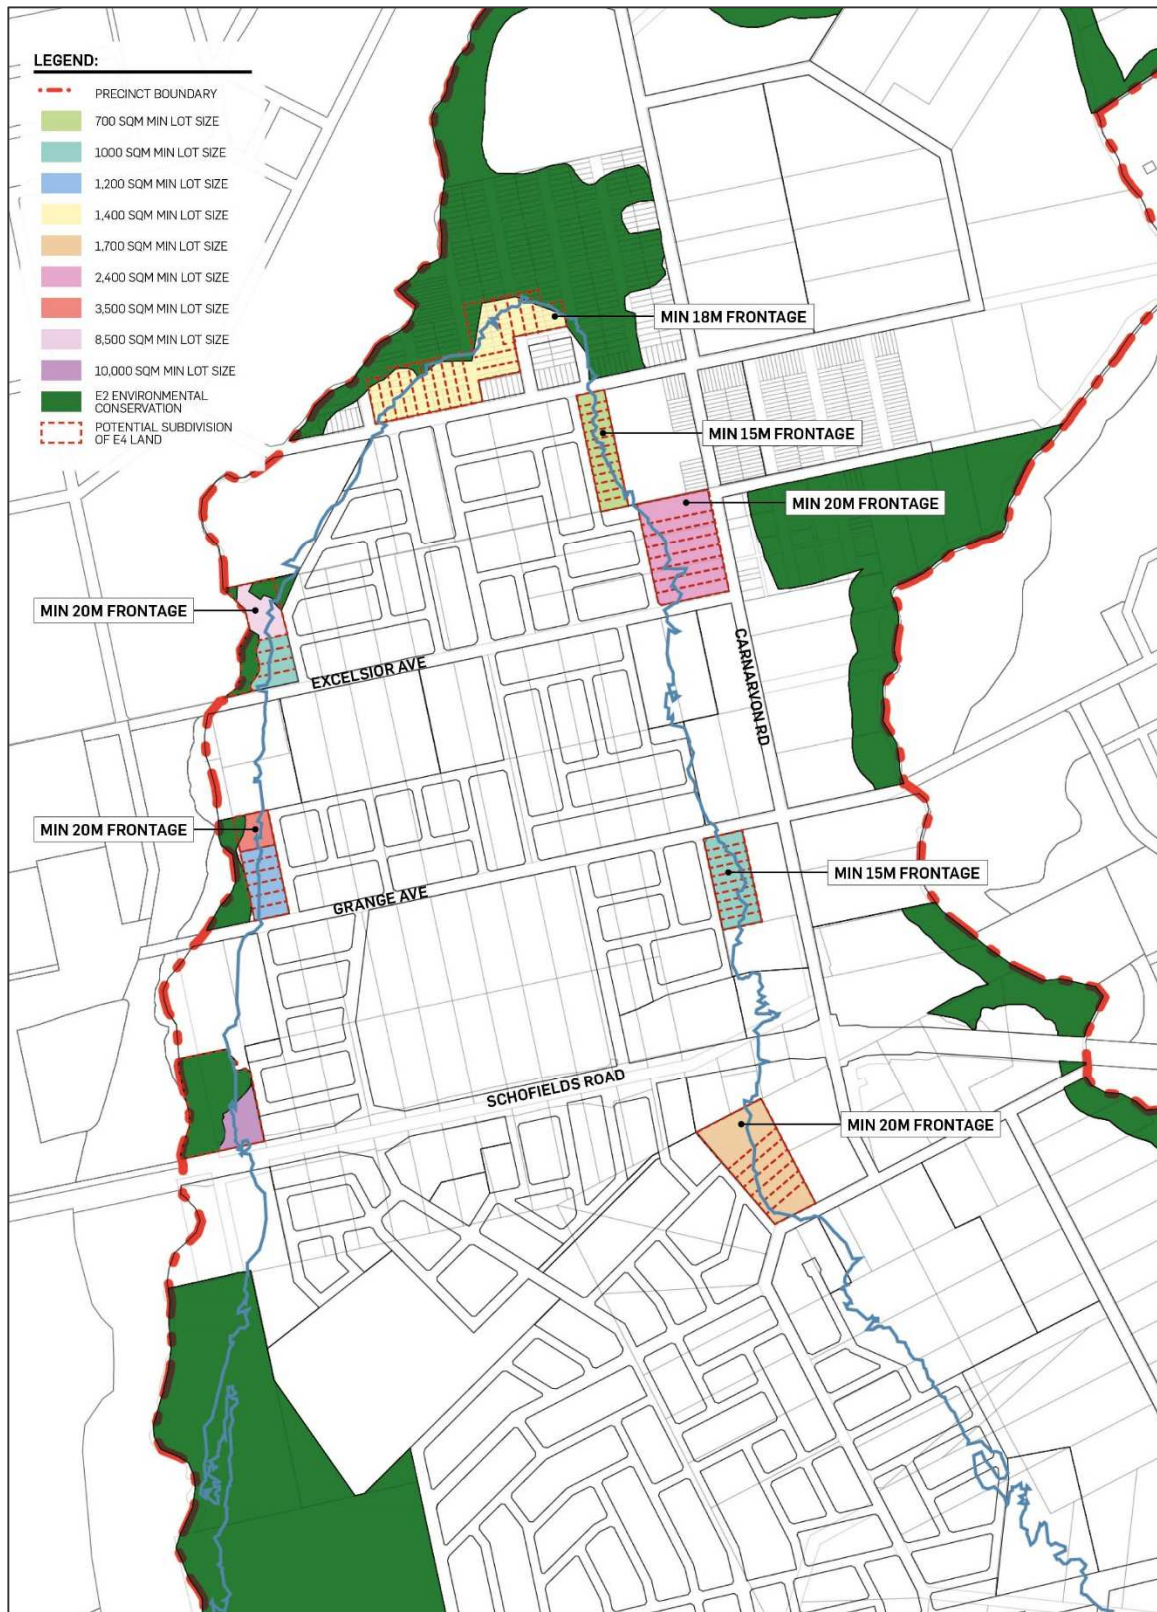 LEGEND:
PRECINCT BOUNDARY
700 SQM MIN LOT SIZE
1000 SQM MIN LOT SIZE
1,200 SQM MIN LOT SIZE
1,400 SQM MIN LOT SIZE
1,700 SQM MIN LOT SIZE
2,400 SQM MIN LOT SIZE
3,500 SQM MIN LOT SIZE
8,500 SQM MIN LOT SIZE
10,000 SQM MIN LOT SIZE
E2 ENVIRONMENTAL
CONSERVATION
POTENTIAL SUBDIVISION
OF E4 LAND
MIN 18M FRONTAGE
MIN 15M FRONTAGE
MIN 20M FRONTAGE
MIN 20M FRONTAGE
EXCELSIOR AVE
CARNARVON RD
MIN 20M FRONTAGE
MIN 15M FRONTAGE
GRANGE AVE
SCHOFIELDS ROAD
MIN 20M FRONTAGE